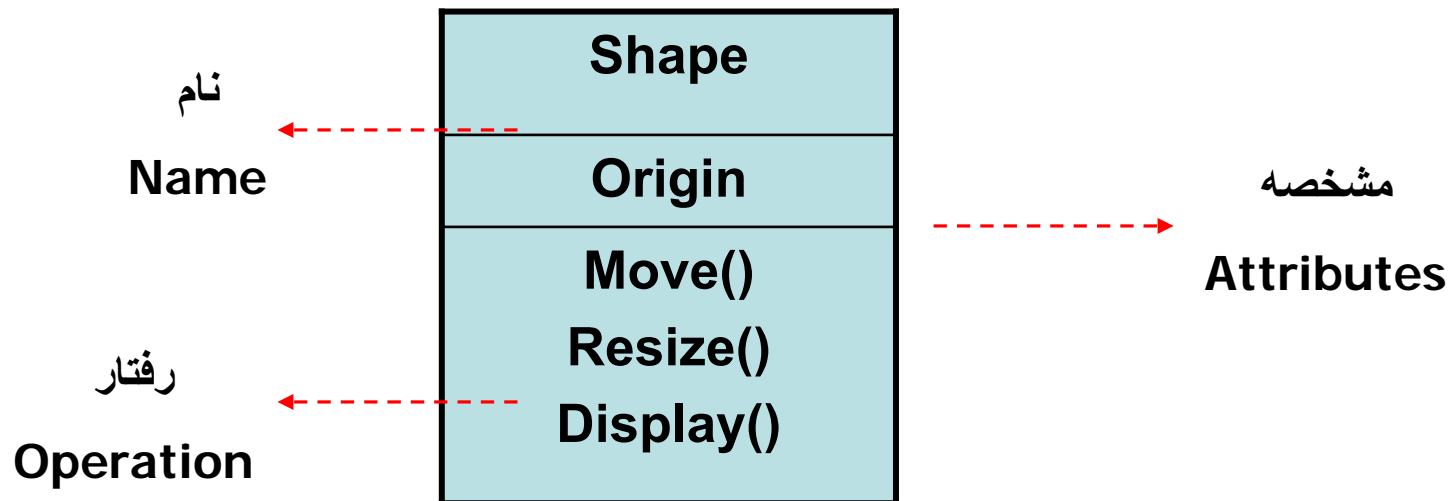 Shape
نام
Name
Origin
مشخصه
Attributes
Move()
Resize()
Display()
رفتار
Operation